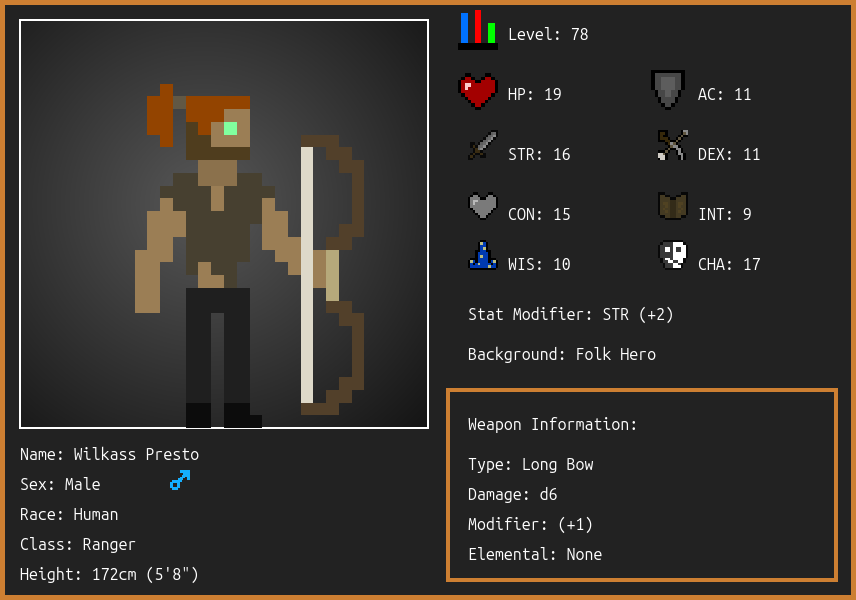 Level: 78
HP: 19
AC: 11
STR: 16
DEX: 11
CON: 15
INT: 9
WIS: 10
CHA: 17
Stat Modifier: STR (+2)
Background: Folk Hero
Weapon Information:
Type: Long Bow
Damage: d6
Modifier: (+1)
Elemental: None
Name: Wilkass Presto
Sex: Male
Race: Human
Class: Ranger
Height: 172cm (5'8")